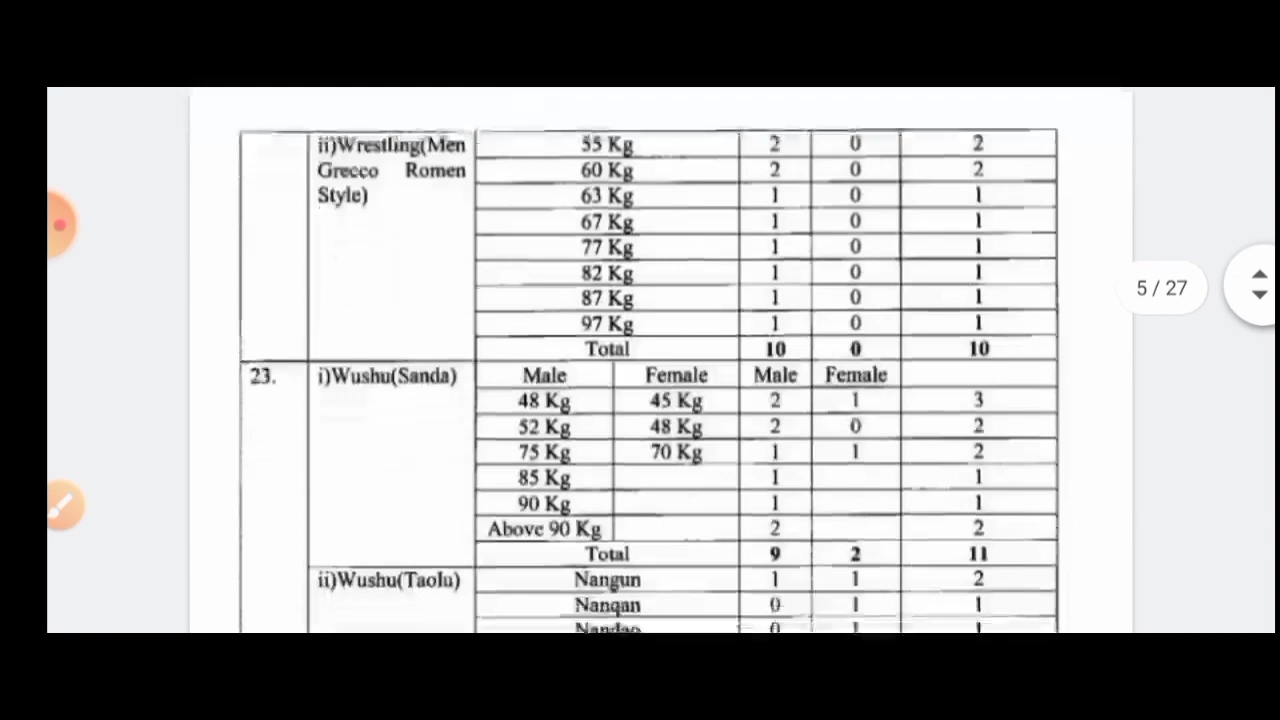 ii)Wrestling(Men Grecco Romen Style) 55 Kg 2 0 2
60 Kg 2 0 2
63 Kg 1 0 1
67 Kg 1 0 1
77 Kg 1 0 1
82 Kg 1 0 1
87 Kg 1 0 1
97 Kg 1 0 1
Total 10 0 10
23. i)Wushu(Sanda) Male Female Male Female
48 Kg 45 Kg 2 1 3
52 Kg 48 Kg 2 0 2
75 Kg 70 Kg 1 1 2
85 Kg 1 1
90 Kg 1 1
Above 90 Kg 2 2
Total 9 2 11
ii)Wushu(Taolu) Nangun 1 1 2
Nanqan 0 1 1
Nandao 0 1 1
5 / 27